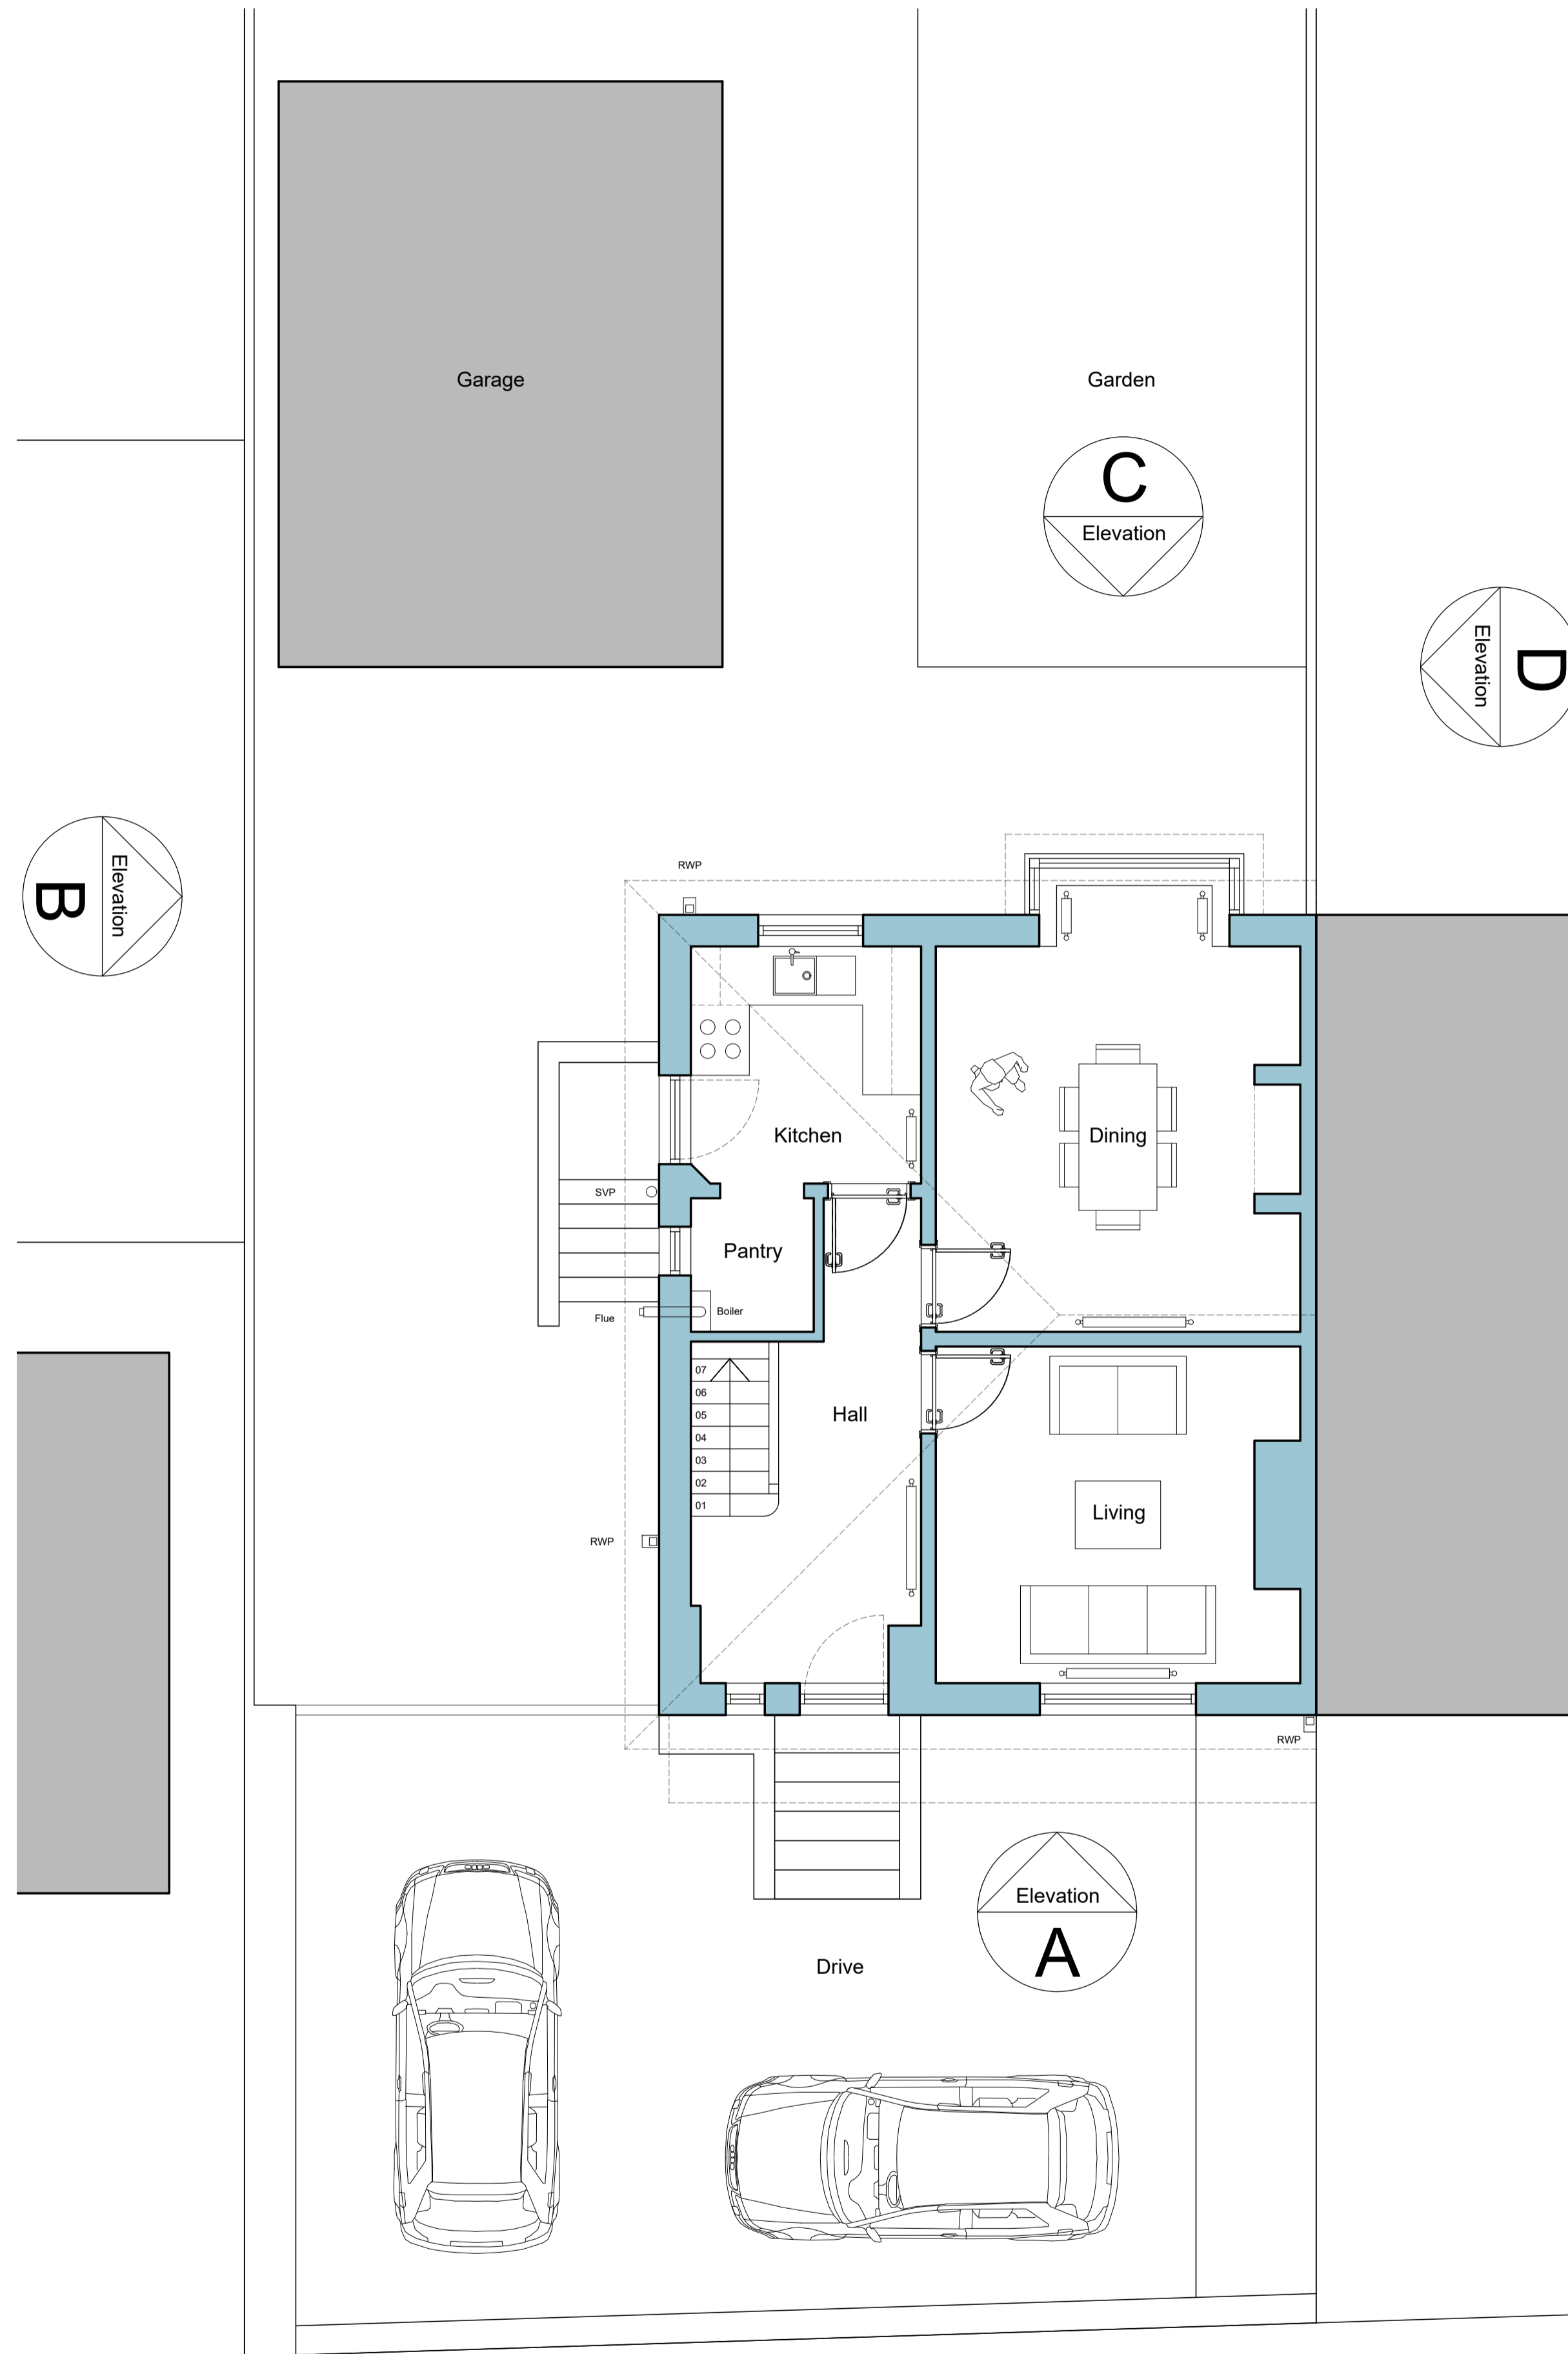 Garage
Garden
C
Elevation
Elevation
D
Elevation
B
RWP
Kitchen
Dining
SVP
Pantry
Flue
Boiler
07
06
05
04
03
02
01
Hall
Living
RWP
RWP
Elevation
A
Drive